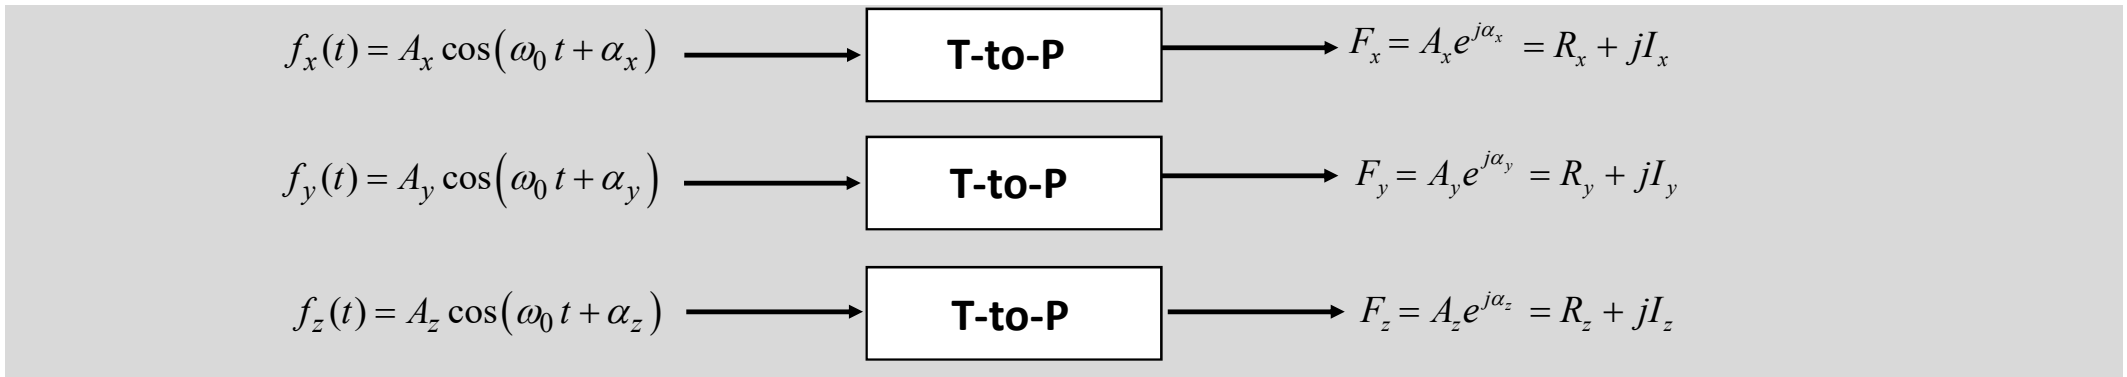 f_x(t) = A_x cos(ω_0 t + α_x) T-to-P F_x = A_x e^{jα_x} = R_x + jI_x
f_y(t) = A_y cos(ω_0 t + α_y) T-to-P F_y = A_y e^{jα_y} = R_y + jI_y
f_z(t) = A_z cos(ω_0 t + α_z) T-to-P F_z = A_z e^{jα_z} = R_z + jI_z